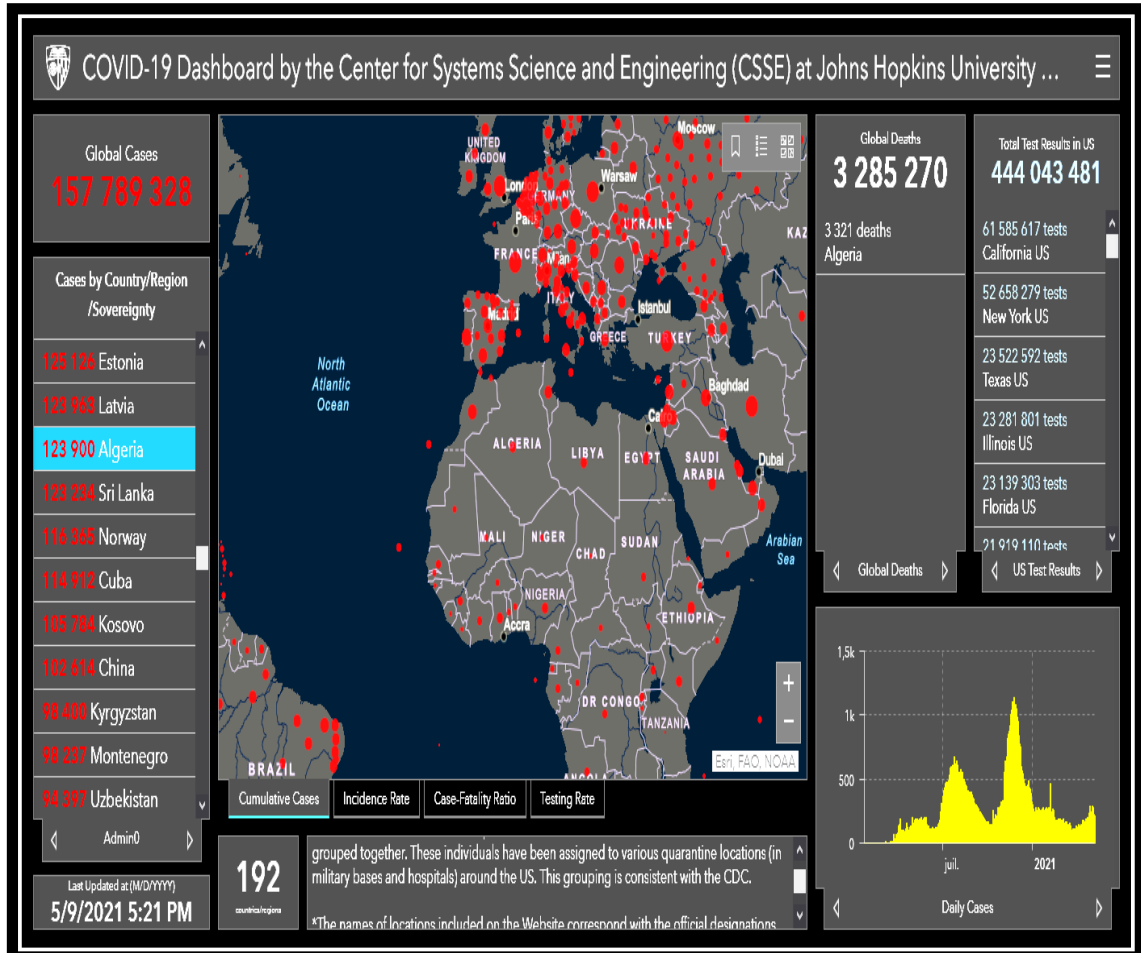 COVID-19 Dashboard by the Center for Systems Science and Engineering (CSSE) at Johns Hopkins University ...
Global Cases
157 789 328
Cases by Country/Region
/Sovereignty
125 126 Estonia
123 963 Latvia
123 900 Algeria
123 234 Sri Lanka
116 365 Norway
114 912 Cuba
105 784 Kosovo
102 614 China
98 400 Kyrgyzstan
98 237 Montenegro
94 397 Uzbekistan
Admin0
Last Updated at (M/D/YYYY)
5/9/2021 5:21 PM
UNITED
KINGDOM
Moscow
London
Warsaw
GERMANY
Paris
UKRAINE
KAZ
FRANCE
Milan
ITALY
Madrid
Istanbul
GREECE
TURKEY
North
Atlantic
Ocean
Baghdad
Cairo
ALGERIA
LIBYA
EGYPT
SAUDI
ARABIA
Dubai
MALI
NIGER
CHAD
SUDAN
Arabian
Sea
NIGERIA
Accra
ETHIOPIA
DR CONGO
TANZANIA
ANGOLA
BRAZIL
+
−
Esri, FAO, NOAA
Cumulative Cases
Incidence Rate
Case-Fatality Ratio
Testing Rate
192
countries/regions
grouped together. These individuals have been assigned to various quarantine locations (in
military bases and hospitals) around the US. This grouping is consistent with the CDC.
*The names of locations included on the Website correspond with the official designations
Global Deaths
3 285 270
3 321 deaths
Algeria
Global Deaths
Total Test Results in US
444 043 481
61 585 617 tests
California US
52 658 279 tests
New York US
23 522 592 tests
Texas US
23 281 801 tests
Illinois US
23 139 303 tests
Florida US
21 919 110 tests
US Test Results
1,5k
1k
500
0
juil.
2021
Daily Cases